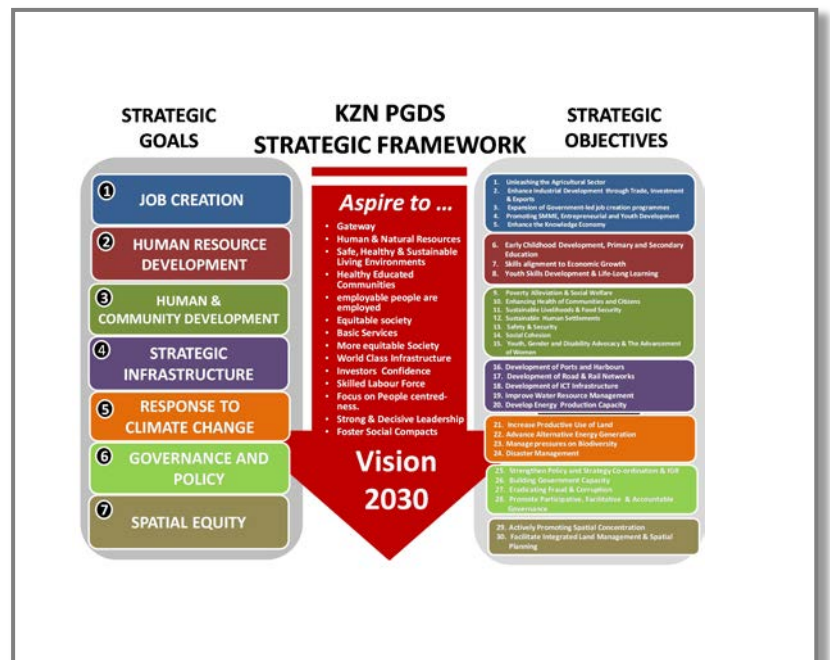 STRATEGIC
GOALS
1
JOB CREATION
2
HUMAN RESOURCE
DEVELOPMENT
3
HUMAN &
COMMUNITY DEVELOPMENT
4
STRATEGIC
INFRASTRUCTURE
5
RESPONSE TO
CLIMATE CHANGE
6
GOVERNANCE AND
POLICY
7
SPATIAL EQUITY
KZN PGDS
STRATEGIC FRAMEWORK
Aspire to ...
• Gateway
• Human & Natural Resources
• Safe, Healthy & Sustainable
Living Environments
• Healthy Educated
Communities
• employable people are
employed
• Equitable society
• Basic Services
• More equitable Society
• World Class Infrastructure
• Investors Confidence
• Skilled Labour Force
• Focus on People centred-
ness.
• Strong & Decisive Leadership
• Foster Social Compacts
Vision
2030
STRATEGIC
OBJECTIVES
1. Unleashing the Agricultural Sector
2. Enhance Industrial Development through Trade, Investment
& Exports
3. Expansion of Government-led job creation programmes
4. Promoting SMME, Entrepreneurial and Youth Development
5. Enhance the Knowledge Economy
6. Early Childhood Development, Primary and Secondary
Education
7. Skills alignment to Economic Growth
8. Youth Skills Development & Life-Long Learning
9. Poverty Alleviation & Social Welfare
10. Enhancing Health of Communities and Citizens
11. Sustainable Livelihoods & Food Security
12. Sustainable Human Settlements
13. Safety & Security
14. Social Cohesion
15. Youth, Gender and Disability Advocacy & The Advancement
of Women
16. Development of Ports and Harbours
17. Development of Road & Rail Networks
18. Development of ICT Infrastructure
19. Improve Water Resource Management
20. Develop Energy Production Capacity
21. Increase Productive Use of Land
22. Advance Alternative Energy Generation
23. Manage pressures on Biodiversity
24. Disaster Management
25. Strengthen Policy and Strategy Co-ordination & IGR
26. Building Government Capacity
27. Eradicating Fraud & Corruption
28. Promote Participative, Facilitative & Accountable
Governance
29. Actively Promoting Spatial Concentration
30. Facilitate Integrated Land Management & Spatial
Planning